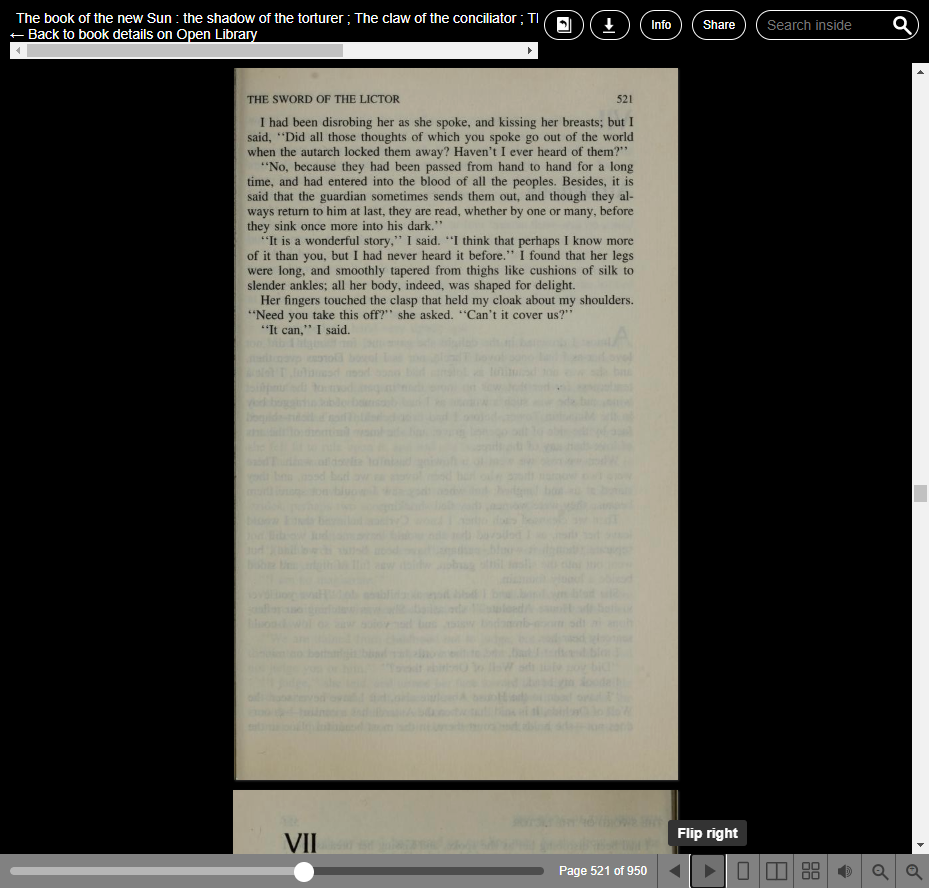 The book of the new Sun : the shadow of the torturer ; The claw of the conciliator ; Tl
← Back to book details on Open Library
Info
Share
Search inside
THE SWORD OF THE LICTOR 521
I had been disrobing her as she spoke, and kissing her breasts; but I
said, ‘‘Did all those thoughts of which you spoke go out of the world
when the autarch locked them away? Haven’t I ever heard of them?’’
‘‘No, because they had been passed from hand to hand for a long
time, and had entered into the blood of all the peoples. Besides, it is
said that the guardian sometimes sends them out, and though they al-
ways return to him at last, they are read, whether by one or many, before
they sink once more into his dark.’’
‘‘It is a wonderful story,’’ I said. ‘‘I think that perhaps I know more
of it than you, but I had never heard it before.’’ I found that her legs
were long, and smoothly tapered from thighs like cushions of silk to
slender ankles; all her body, indeed, was shaped for delight.
Her fingers touched the clasp that held my cloak about my shoulders.
‘‘Need you take this off?’’ she asked. ‘‘Can’t it cover us?’’
‘‘It can,’’ I said.
VII
Flip right
Page 521 of 950